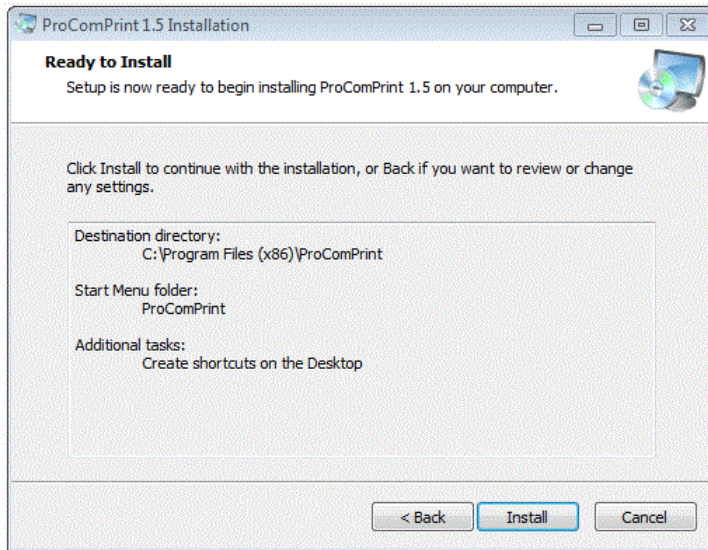 ProComPrint 1.5 Installation
Ready to Install
Setup is now ready to begin installing ProComPrint 1.5 on your computer.
Click Install to continue with the installation, or Back if you want to review or change
any settings.
Destination directory:
C:\Program Files (x86)\ProComPrint
Start Menu folder:
ProComPrint
Additional tasks:
Create shortcuts on the Desktop
< Back Install Cancel